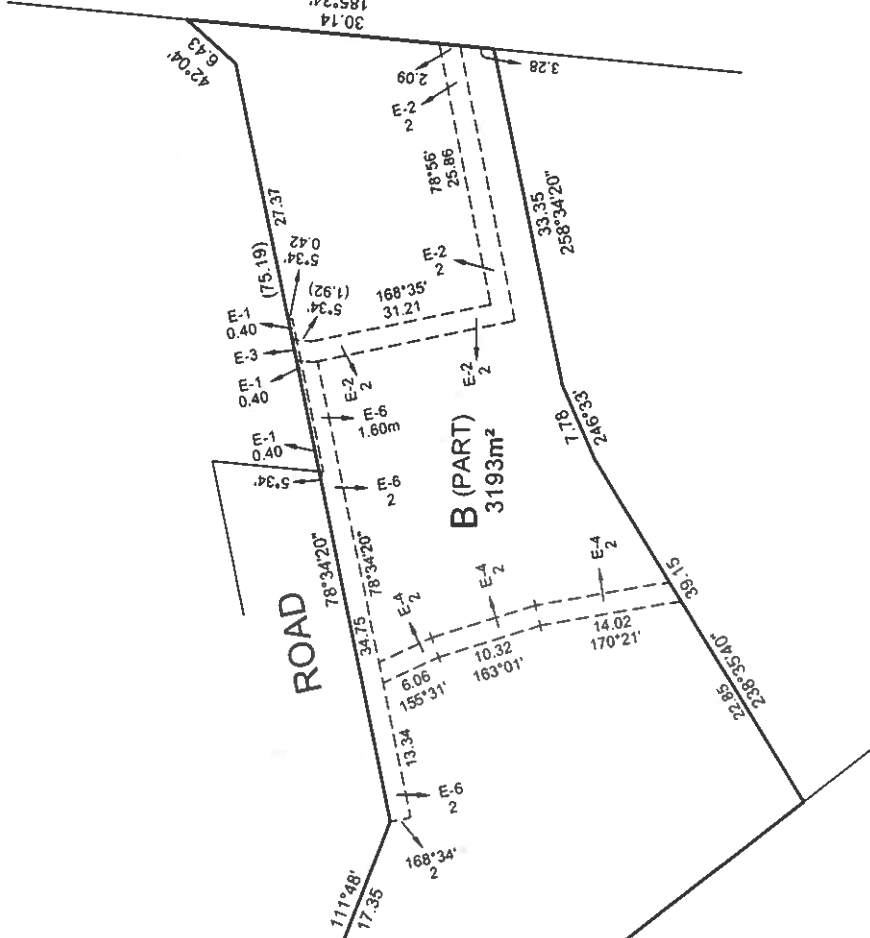 185°24'
30.14
42°04'
6.43
2.09
3.28
E-2
2
78°56'
25.86
27.37
(75.19)
5°34'
0.42
33.35
258°34'20"
E-2
2
5°34'
(1.92)
168°35'
31.21
E-1
0.40
E-3
E-1
0.40
E-2
2
E-2
2
E-6
1.60m
E-1
0.40
7.78
246°33'
B (PART)
3193m²
5°34'
E-6
2
78°34'20"
78°34'20"
ROAD
34.75
E-4
2
E-4
2
E-4
2
39.15
6.06
155°31'
10.32
163°01'
14.02
170°21'
22.85
238°35'40"
13.34
E-6
2
168°34'
2
111°48'
17.35